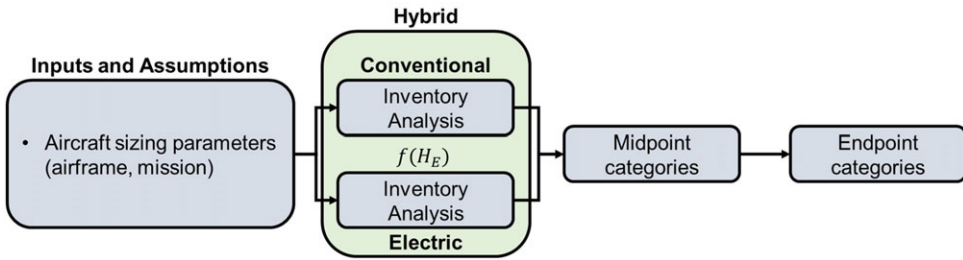 Hybrid
Inputs and Assumptions
• Aircraft sizing parameters
(airframe, mission)
Conventional
Inventory
Analysis
f(H_E)
Inventory
Analysis
Electric
Midpoint
categories
Endpoint
categories